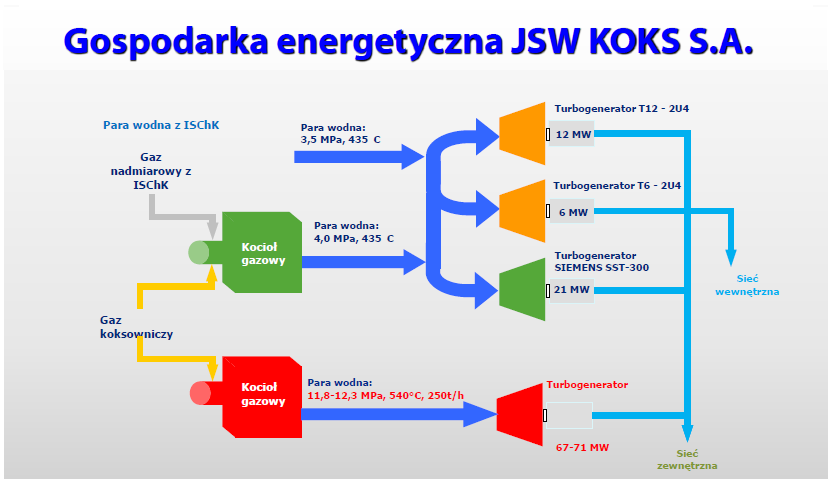 Gospodarka energetyczna JSW KOKS S.A.
Para wodna z ISChK
Gaz
nadmiarowy z
ISChK
Para wodna:
3,5 MPa, 435 C
Turbogenerator T12 - 2U4
12 MW
Turbogenerator T6 - 2U4
6 MW
Kocioł
gazowy
Para wodna:
4,0 MPa, 435 C
Turbogenerator
SIEMENS SST-300
21 MW
Sieć
wewnętrzna
Gaz
koksowniczy
Kocioł
gazowy
Para wodna:
11,8-12,3 MPa, 540°C, 250t/h
Turbogenerator
67-71 MW
Sieć
zewnętrzna